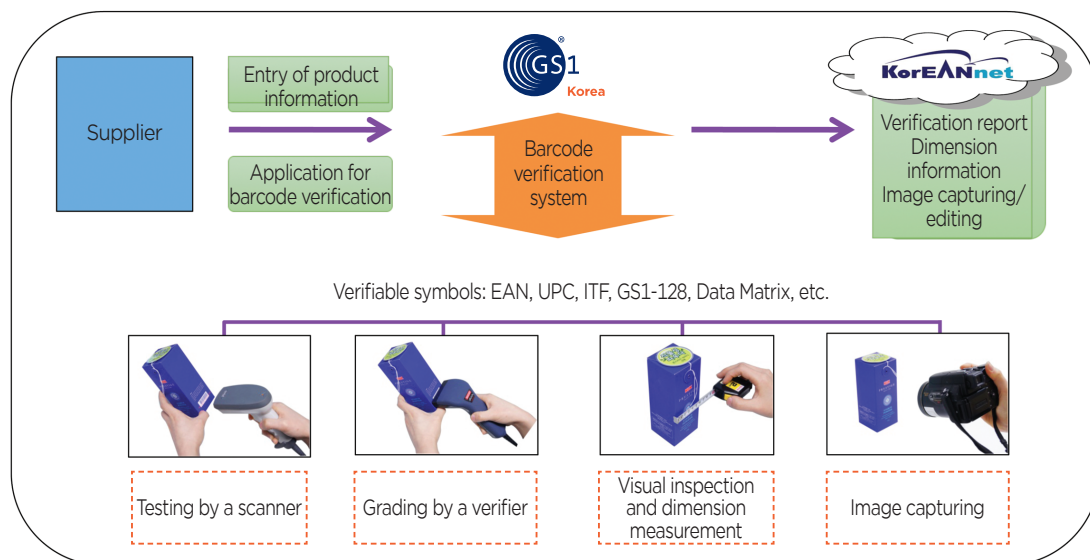 Supplier
Entry of product
information
Application for
barcode verification
GS1
®
Korea
Barcode
verification
system
KorEANnet
Verification report
Dimension
information
Image capturing/
editing
Verifiable symbols: EAN, UPC, ITF, GS1-128, Data Matrix, etc.
Testing by a scanner
Grading by a verifier
Visual inspection
and dimension
measurement
Image capturing